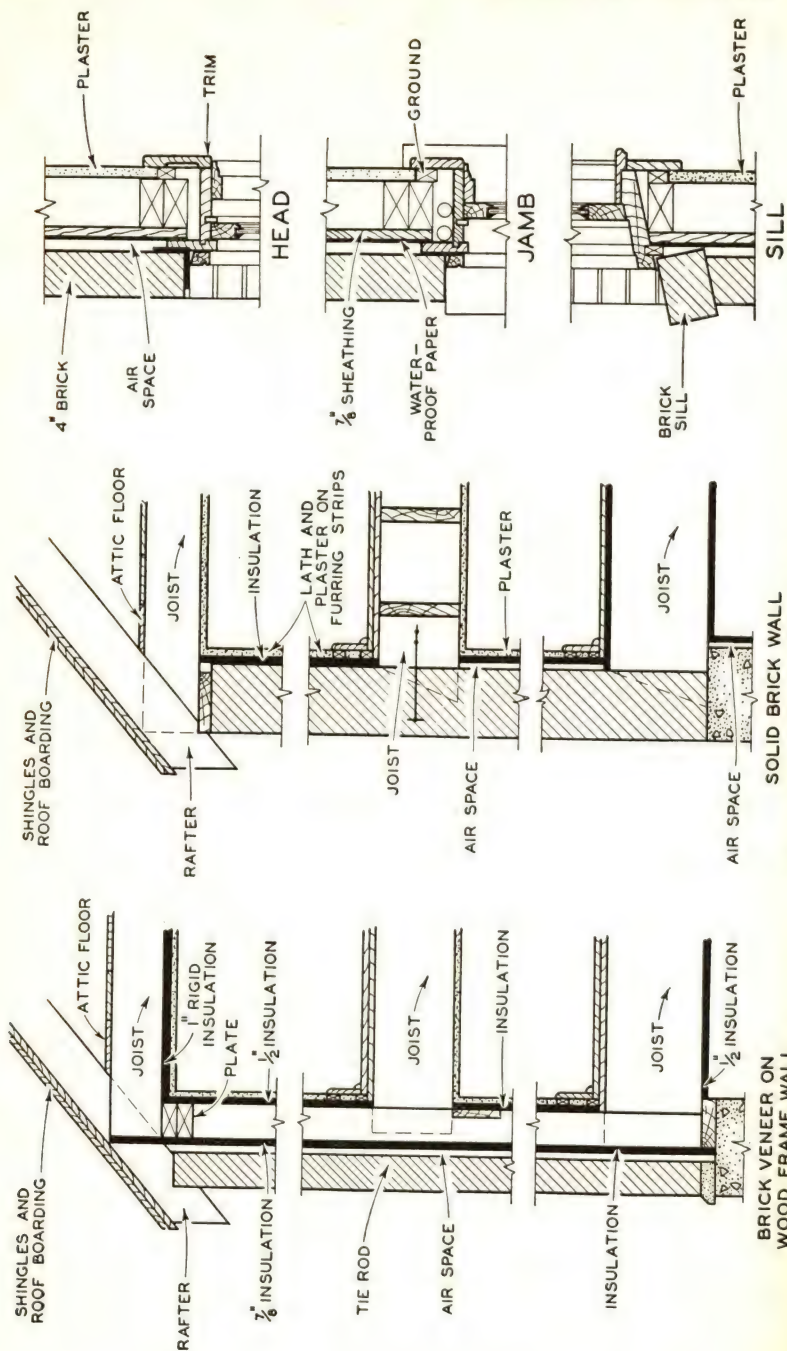 SHINGLES AND
ROOF BOARDING
ATTIC FLOOR
JOIST
1" RIGID
INSULATION
PLATE
1/2" INSULATION
RAFTER
7/8" INSULATION
JOIST
TIE ROD
AIR SPACE
INSULATION
JOIST
INSULATION
1/2" INSULATION
BRICK VENEER ON
WOOD FRAME WALL
SHINGLES AND
ROOF BOARDING
ATTIC FLOOR
JOIST
RAFTER
INSULATION
LATH AND
PLASTER ON
FURRING STRIPS
JOIST
PLASTER
AIR SPACE
JOIST
AIR SPACE
SOLID BRICK WALL
4" BRICK
AIR
SPACE
PLASTER
TRIM
HEAD
7/8" SHEATHING
WATER-
PROOF PAPER
GROUND
JAMB
BRICK
SILL
PLASTER
SILL